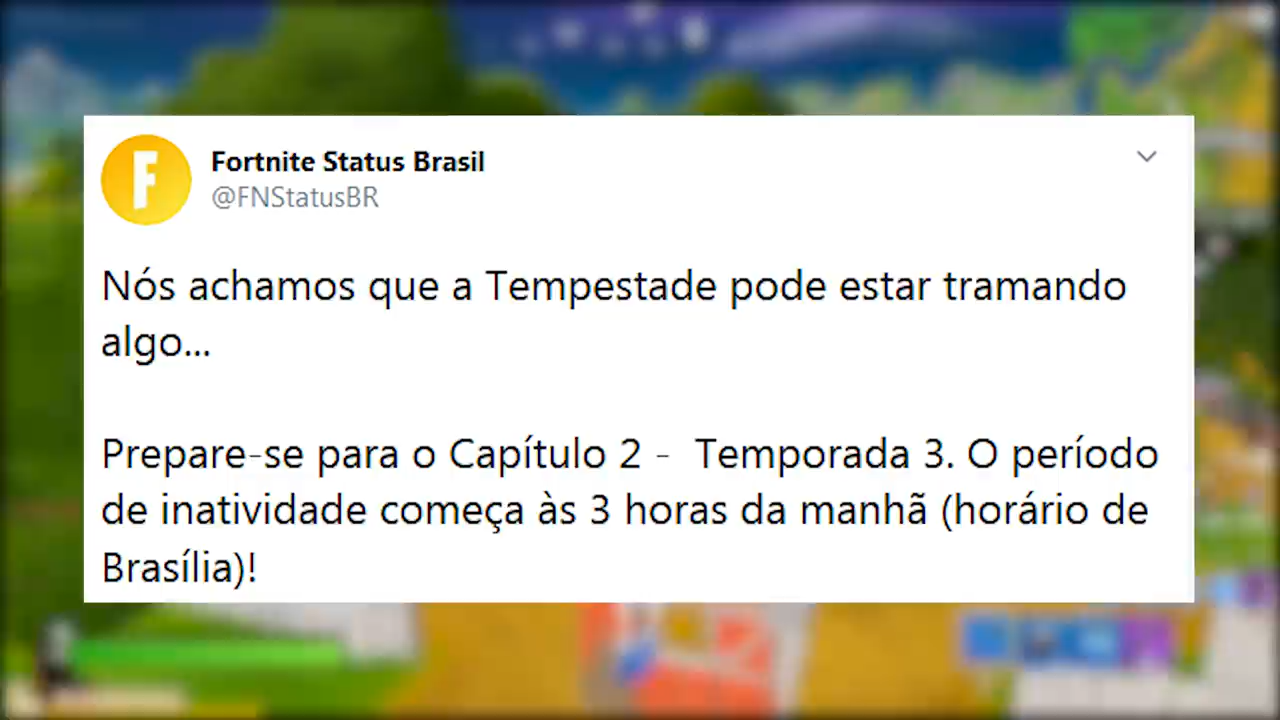 F
Fortnite Status Brasil
@FNStatusBR
Nós achamos que a Tempestade pode estar tramando
algo...
Prepare-se para o Capítulo 2 - Temporada 3. O período
de inatividade começa às 3 horas da manhã (horário de
Brasília)!